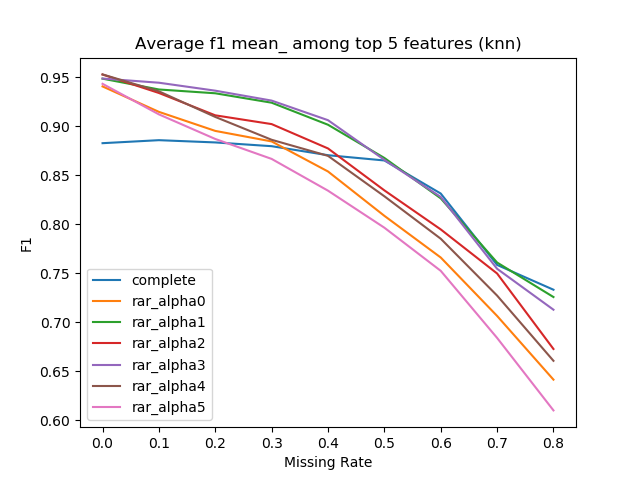 Average f1 mean_ among top 5 features (knn)
F1
0.95
0.90
0.85
0.80
0.75
0.70
0.65
0.60
complete
rar_alpha0
rar_alpha1
rar_alpha2
rar_alpha3
rar_alpha4
rar_alpha5
0.0 0.1 0.2 0.3 0.4 0.5 0.6 0.7 0.8
Missing Rate